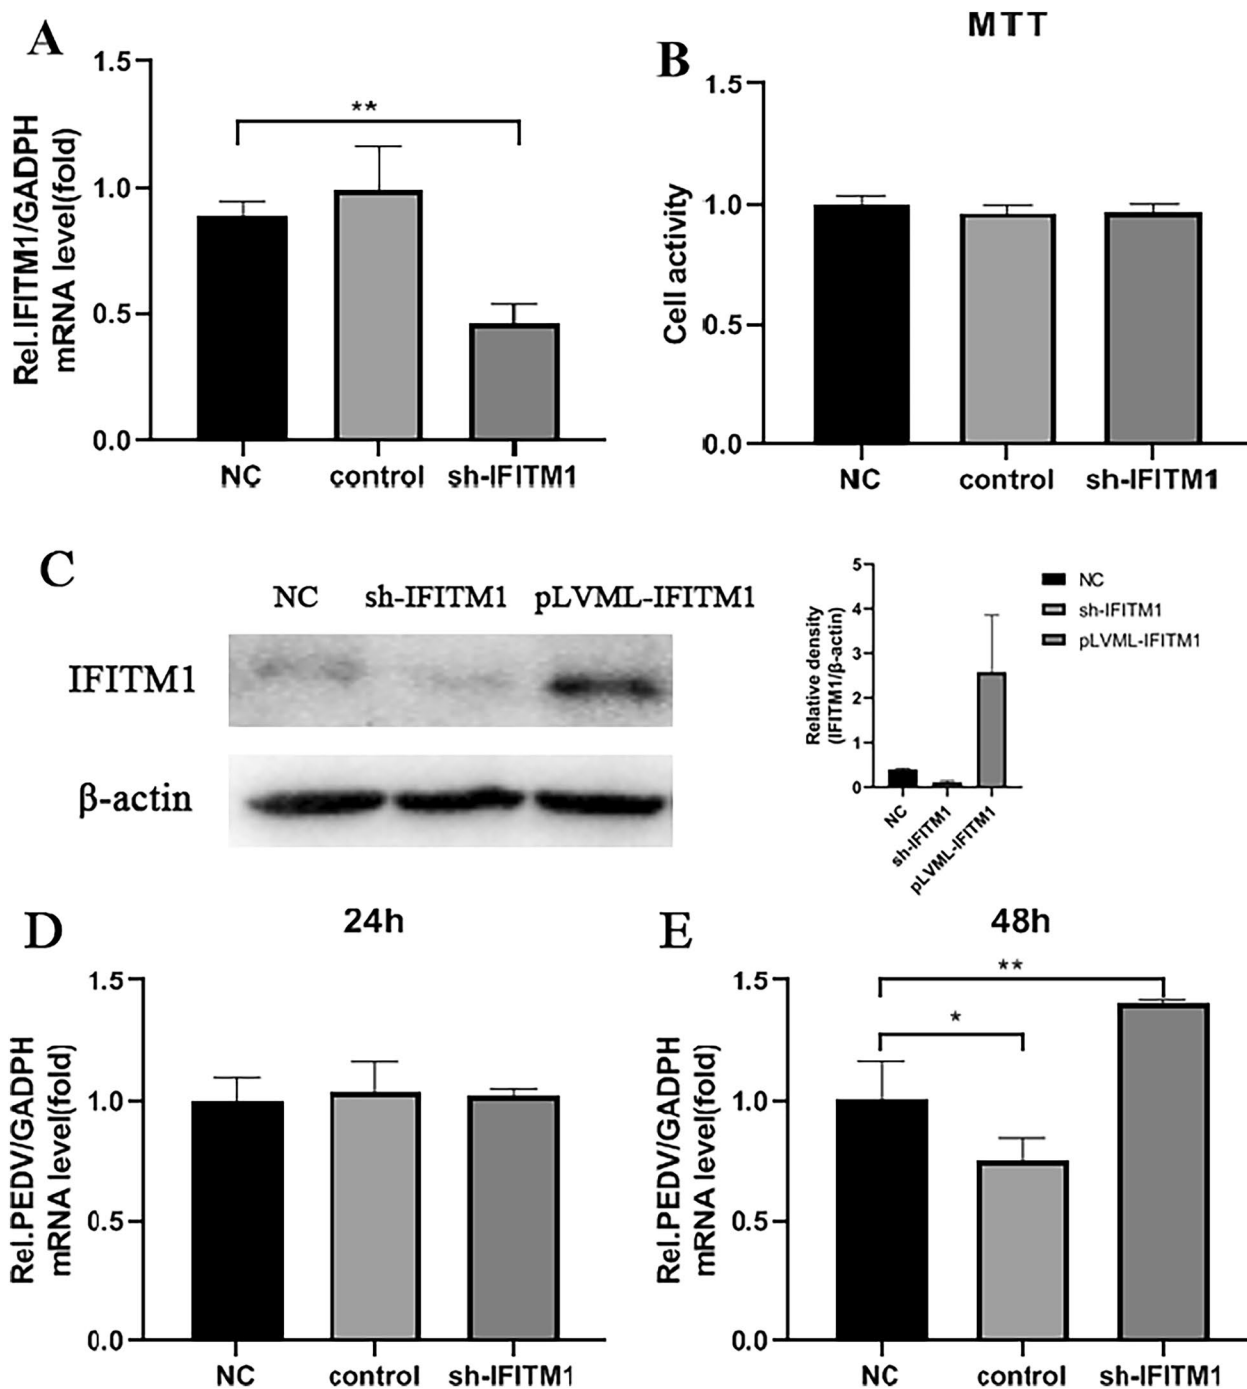 A
Rel.IFITM1/GADPH
mRNA level(fold)
1.5
1.0
0.5
0.0
**
NC control sh-IFITM1
B
MTT
Cell activity
1.5
1.0
0.5
0.0
NC control sh-IFITM1
C
NC sh-IFITM1 pLVML-IFITM1
IFITM1
β-actin
Relative density
(IFITM1/β-actin)
5
4
3
2
1
0
NC
sh-IFITM1
pLVML-IFITM1
NC
sh-IFITM1
pLVML-IFITM1
D
24h
Rel.PEDV/GADPH
mRNA level(fold)
1.5
1.0
0.5
0.0
NC control sh-IFITM1
E
48h
Rel.PEDV/GADPH
mRNA level(fold)
1.5
1.0
0.5
0.0
**
*
NC control sh-IFITM1